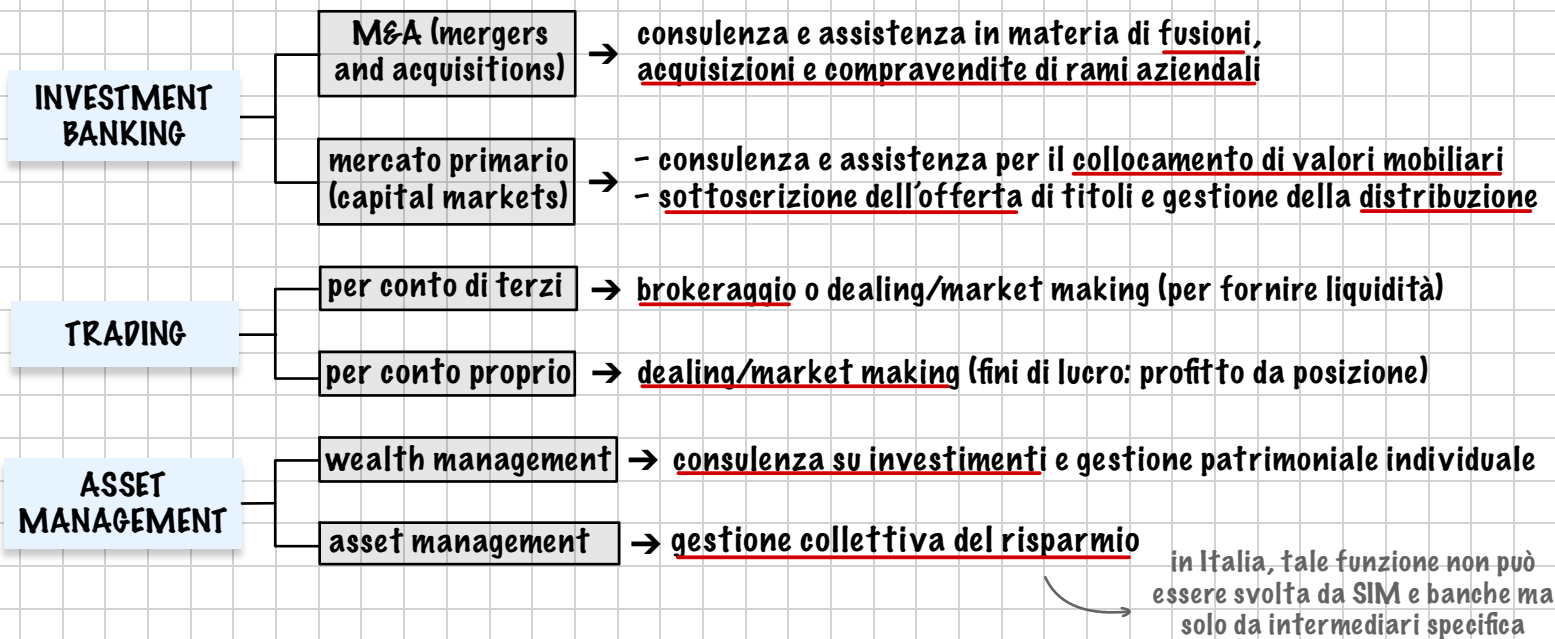 INVESTMENT
BANKING
M&A (mergers
and acquisitions)
➔ consulenza e assistenza in materia di fusioni,
acquisizioni e compravendite di rami aziendali
mercato primario
(capital markets)
➔ - consulenza e assistenza per il collocamento di valori mobiliari
- sottoscrizione dell'offerta di titoli e gestione della distribuzione
TRADING
per conto di terzi ➔ brokeraggio o dealing/market making (per fornire liquidità)
per conto proprio ➔ dealing/market making (fini di lucro: profitto da posizione)
ASSET
MANAGEMENT
wealth management ➔ consulenza su investimenti e gestione patrimoniale individuale
asset management ➔ gestione collettiva del risparmio
in Italia, tale funzione non può
essere svolta da SIM e banche ma
solo da intermediari specifica